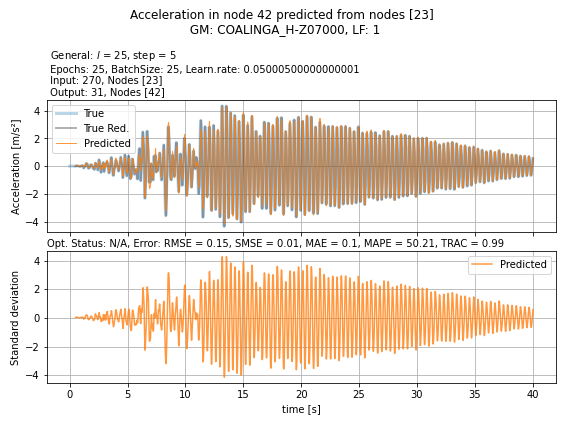 Acceleration in node 42 predicted from nodes [23]
GM: COALINGA_H-Z07000, LF: 1
General: l = 25, step = 5
Epochs: 25, BatchSize: 25, Learn.rate: 0.05000500000000001
Input: 270, Nodes [23]
Output: 31, Nodes [42]
Acceleration [m/s²]
4
2
0
−2
−4
True
True Red.
Predicted
Opt. Status: N/A, Error: RMSE = 0.15, SMSE = 0.01, MAE = 0.1, MAPE = 50.21, TRAC = 0.99
Standard deviation
4
2
0
−2
−4
Predicted
0 5 10 15 20 25 30 35 40
time [s]